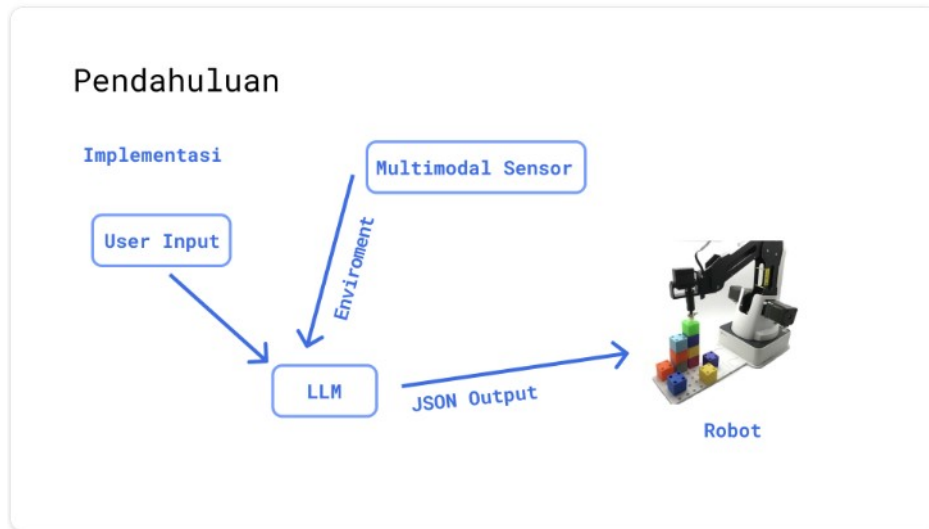 Pendahuluan
Implementasi
Multimodal Sensor
User Input
Enviroment
LLM
JSON Output
Robot